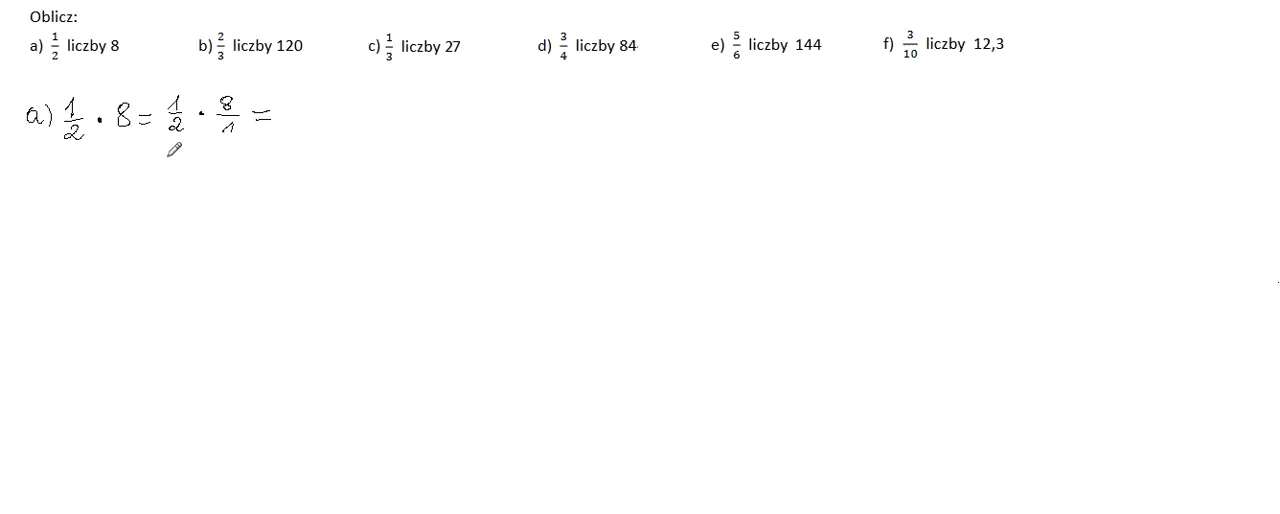 Oblicz:
a) 1/2 liczby 8 b) 2/3 liczby 120 c) 1/3 liczby 27 d) 3/4 liczby 84 e) 5/6 liczby 144 f) 3/10 liczby 12,3
a) 1/2 · 8 = 1/2 · 8/1 =